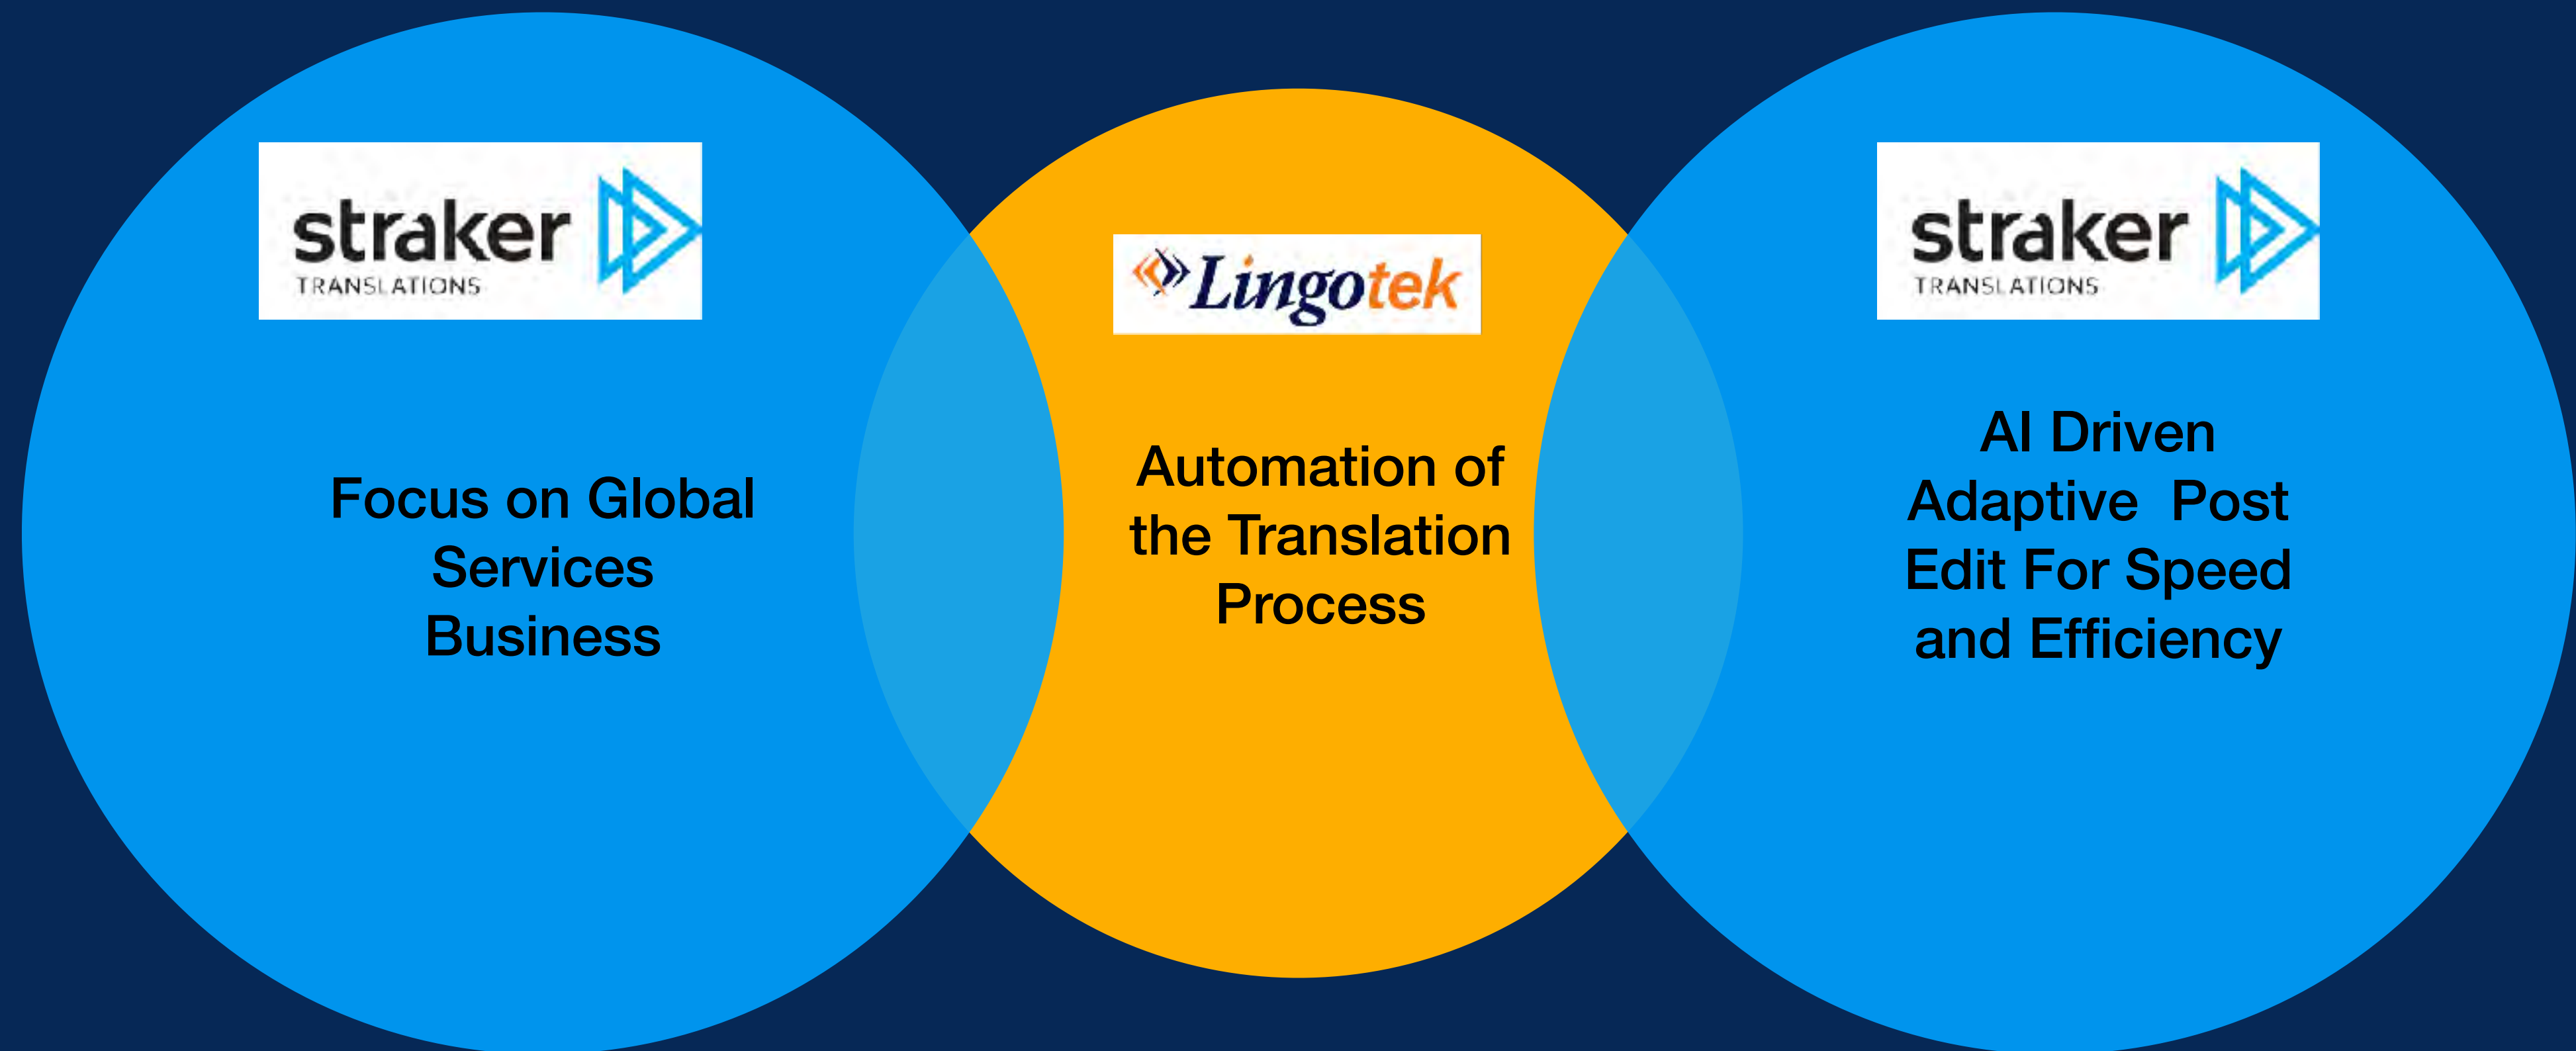 straker
TRANSLATIONS
Focus on Global
Services
Business
Lingotek
Automation of
the Translation
Process
straker
TRANSLATIONS
AI Driven
Adaptive Post
Edit For Speed
and Efficiency